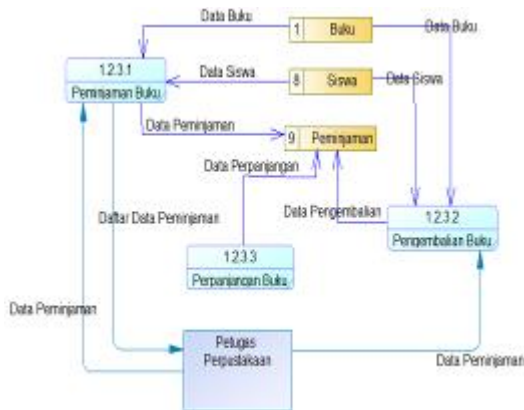 Data Buku
1 Buku
Data Buku
1.2.3.1
Peminjaman Buku
Data Siswa
8 Siswa
Data Siswa
Data Peminjaman
9 Peminjaman
Data Perpanjangan
Daftar Data Peminjaman
Data Pengembalian
1.2.3.2
Pengembalian Buku
1.2.3.3
Perpanjangan Buku
Data Peminjaman
Petugas
Perpustakaan
Data Peminjaman